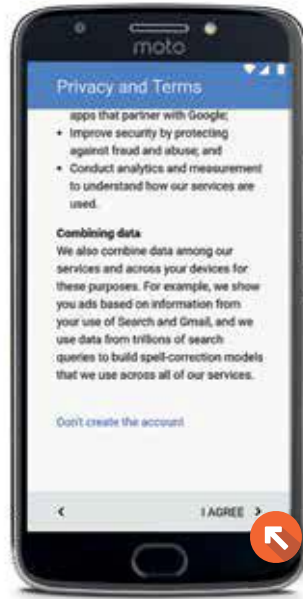 moto
Privacy and Terms
apps that partner with Google;
• Improve security by protecting
against fraud and abuse; and
• Conduct analytics and measurement
to understand how our services are
used.
Combining data
We also combine data among our
services and across your devices for
these purposes. For example, we show
you ads based on information from
your use of Search and Gmail, and we
use data from trillions of search
queries to build spell-correction models
that we use across all of our services.
Don't create the account
I AGREE